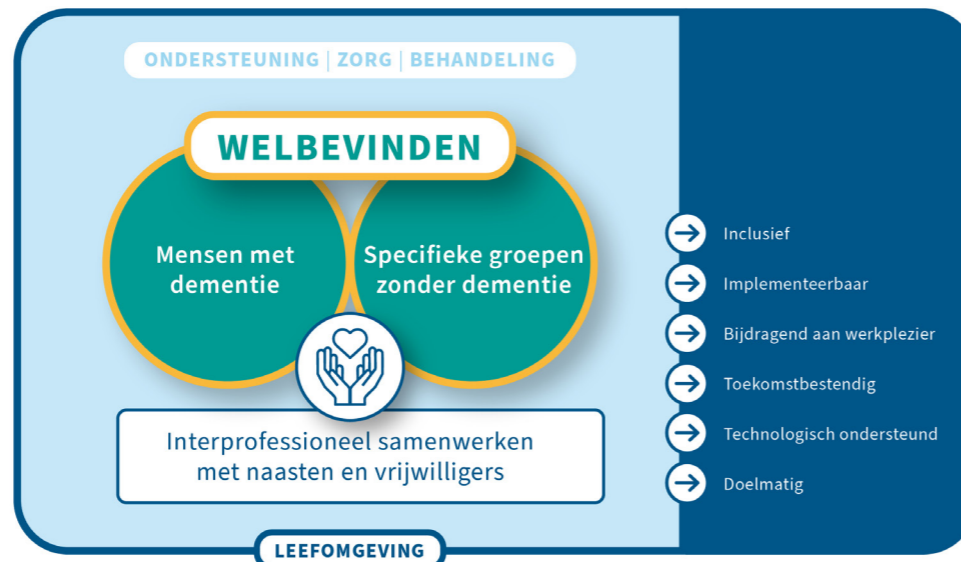 ONDERSTEUNING | ZORG | BEHANDELING
WELBEVINDEN
Mensen met
dementie
Specifieke groepen
zonder dementie
Interprofessioneel samenwerken
met naasten en vrijwilligers
LEEFOMGEVING
Inclusief
Implementeerbaar
Bijdragend aan werkplezier
Toekomstbestendig
Technologisch ondersteund
Doelmatig